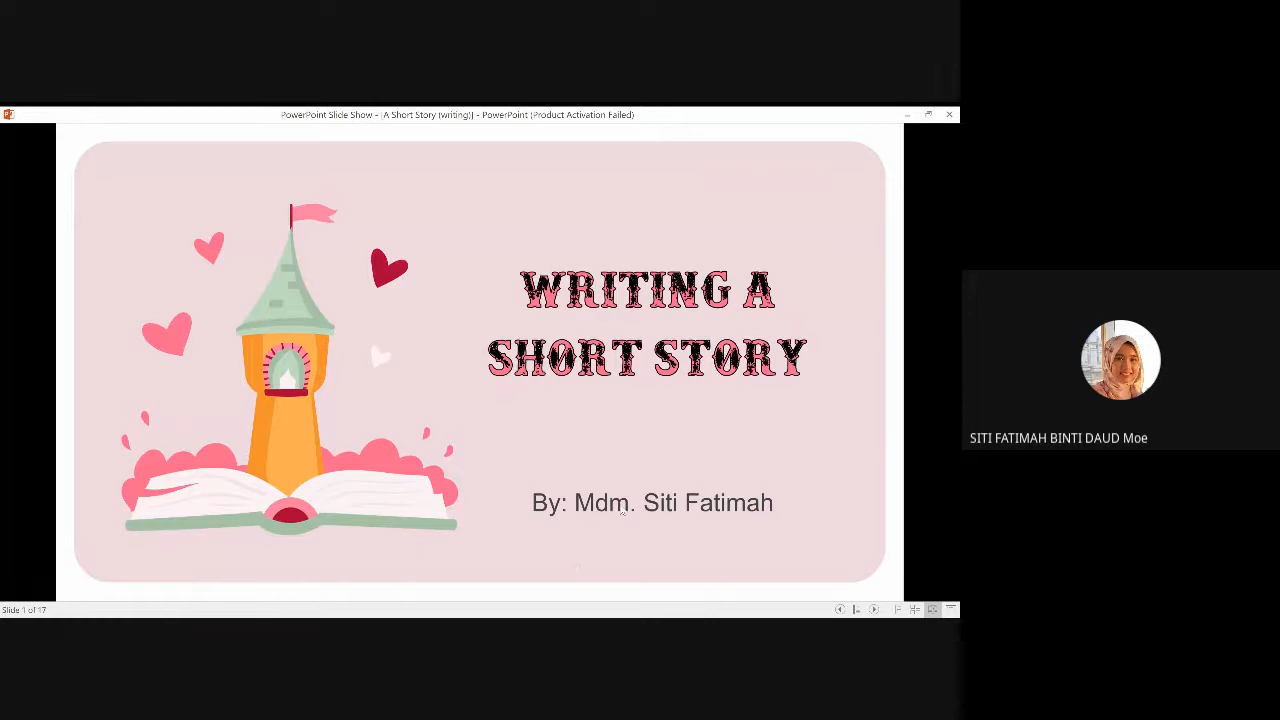 PowerPoint Slide Show - [A Short Story (writing)] - PowerPoint (Product Activation Failed)
WRITING A
SHORT STORY
By: Mdm. Siti Fatimah
SITI FATIMAH BINTI DAUD Moe
Slide 1 of 17